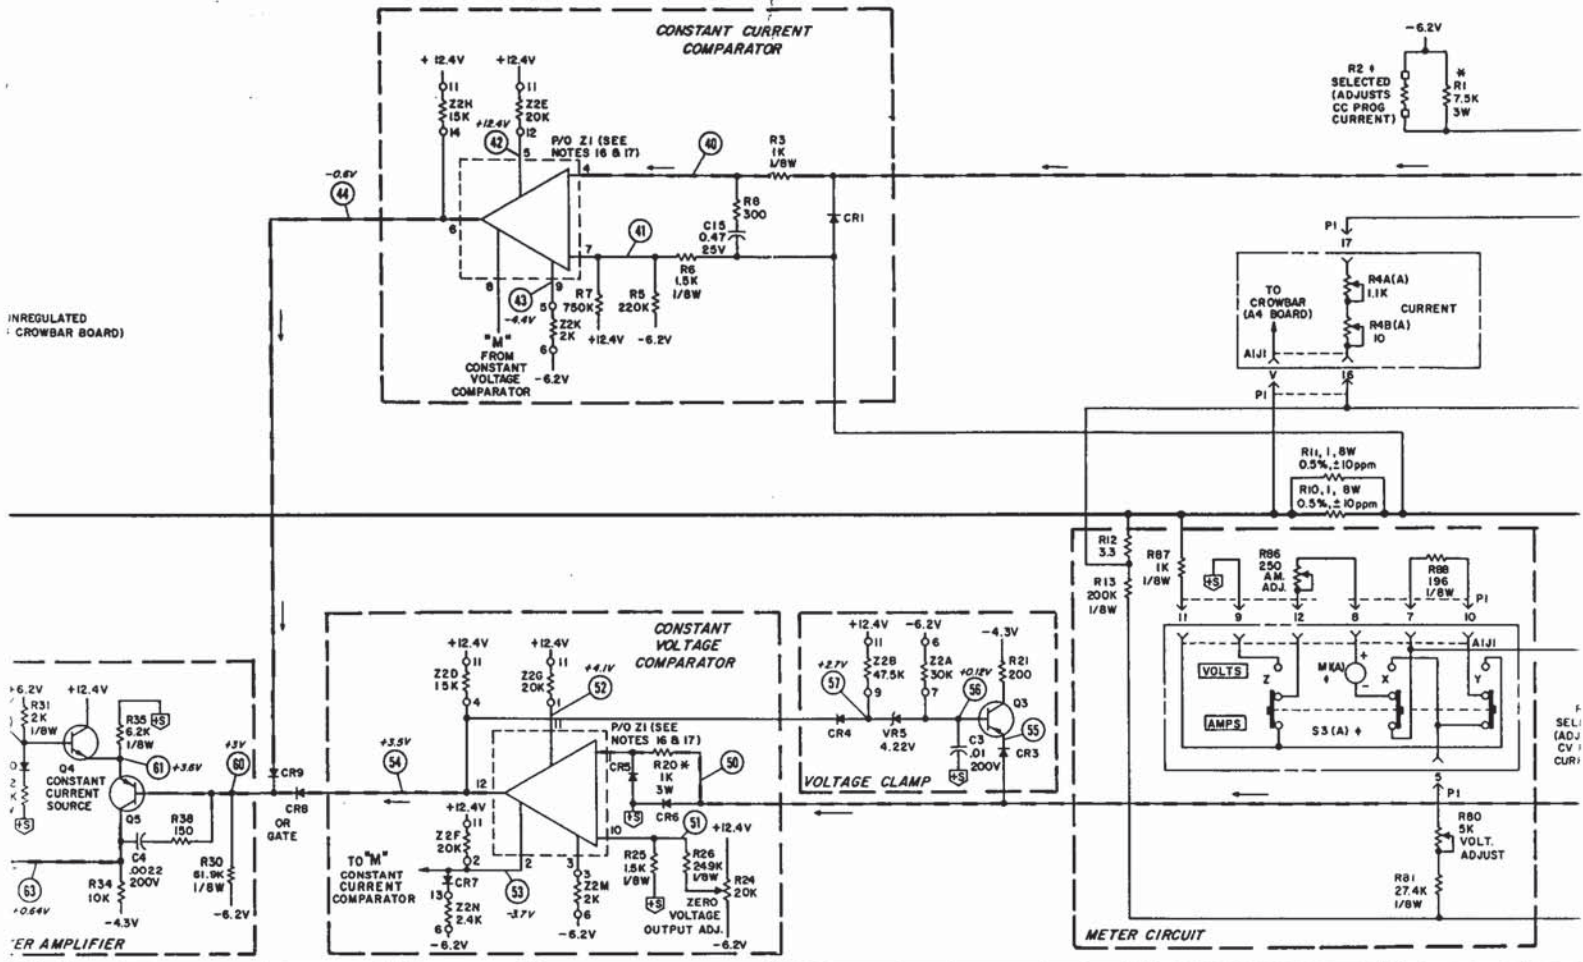 CONSTANT CURRENT
COMPARATOR
+ 12.4V
+12.4V
11
11
Z2H
15K
Z2E
20K
14
12
+12.4V
42
5
P/O Z1 (SEE
NOTES 16 & 17)
4
40
R3
1K
1/8W
-0.6V
44
6
R8
300
C15
0.47
25V
CR1
7
41
R6
1.5K
1/8W
8
9
43
-4.4V
5
Z2K
2K
6
-6.2V
R7
750K
+12.4V
R5
220K
-6.2V
"M"
FROM
CONSTANT
VOLTAGE
COMPARATOR
-6.2V
R2 ‡
SELECTED
(ADJUSTS
CC PROG
CURRENT)
*
R1
7.5K
3W
P1
17
R4A(A)
1.1K
TO
CROWBAR
(A4 BOARD)
CURRENT
R4B(A)
10
A1J1
V
16
P1
INREGULATED
CROWBAR BOARD)
R11, 1, 8W
0.5%, ±10ppm
R10, 1, 8W
0.5%, ±10ppm
R12
3.3
R13
200K
1/8W
R87
1K
1/8W
+S
R86
250
AM.
ADJ.
R88
196
1/8W
P1
11
9
12
8
7
10
A1J1
VOLTS
Z
+
M1(A)
‡
-
X
Y
AMPS
S3(A) ‡
5
P1
R80
5K
VOLT.
ADJUST
R81
27.4K
1/8W
METER CIRCUIT
SEL
(ADJ
CV
CURI
CONSTANT
VOLTAGE
COMPARATOR
+12.4V
+12.4V
11
11
Z2D
15K
Z2G
20K
+4.1V
52
4
1
11
P/O Z1 (SEE
NOTES 16 & 17)
R20 *
1K
3W
CR5
+S
CR6
50
+3.5V
54
12
10
51
+12.4V
+12.4V
11
Z2F
20K
2
2
3
3
TO "M"
CONSTANT
CURRENT
COMPARATOR
CR7
13
Z2N
2.4K
6
-6.2V
53
-3.7V
Z2M
2K
6
-6.2V
R25
1.5K
1/8W
+S
R26
249K
1/8W
R24
20K
ZERO
VOLTAGE
OUTPUT ADJ.
-6.2V
+12.4V
-6.2V
11
6
-4.3V
+2.7V
57
Z2B
47.5K
9
Z2A
30K
7
+0.12V
56
R21
200
Q3
55
CR4
VR5
4.22V
C3
.01
200V
+S
CR3
VOLTAGE CLAMP
+6.2V
+12.4V
R31
2K
1/8W
R35
6.2K
1/8W
+S
Q4
CONSTANT
CURRENT
SOURCE
61
+3.6V
+3V
60
CR9
CR8
OR
GATE
+S
Q5
R38
150
C4
.0022
200V
63
+0.64V
R34
10K
-4.3V
R30
61.9K
1/8W
-6.2V
ER AMPLIFIER